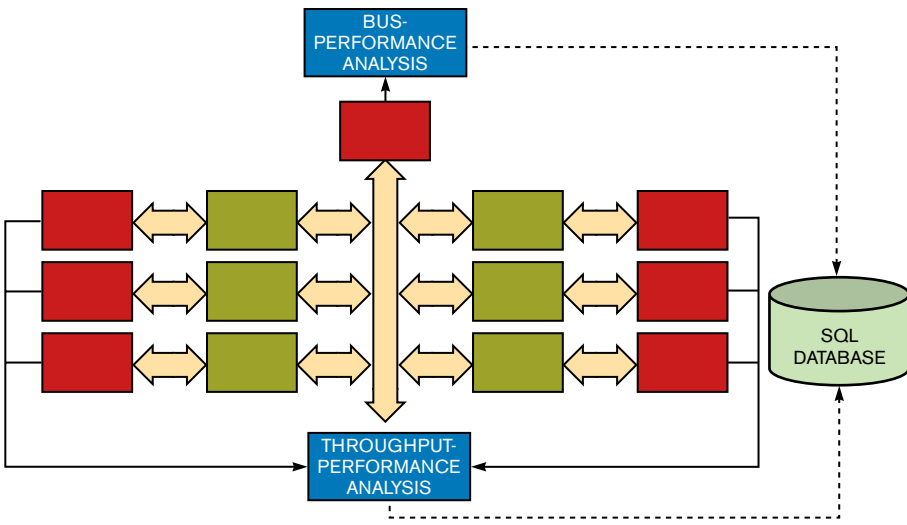 BUS-
PERFORMANCE
ANALYSIS
SQL
DATABASE
THROUGHPUT-
PERFORMANCE
ANALYSIS